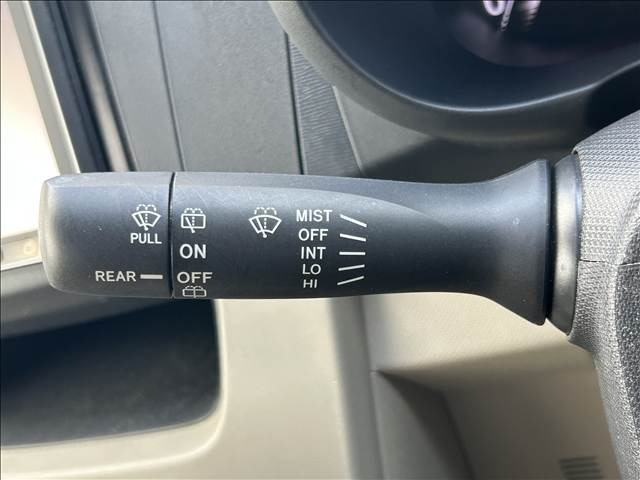 PULL
REAR
ON
OFF
MIST
OFF
INT
LO
HI